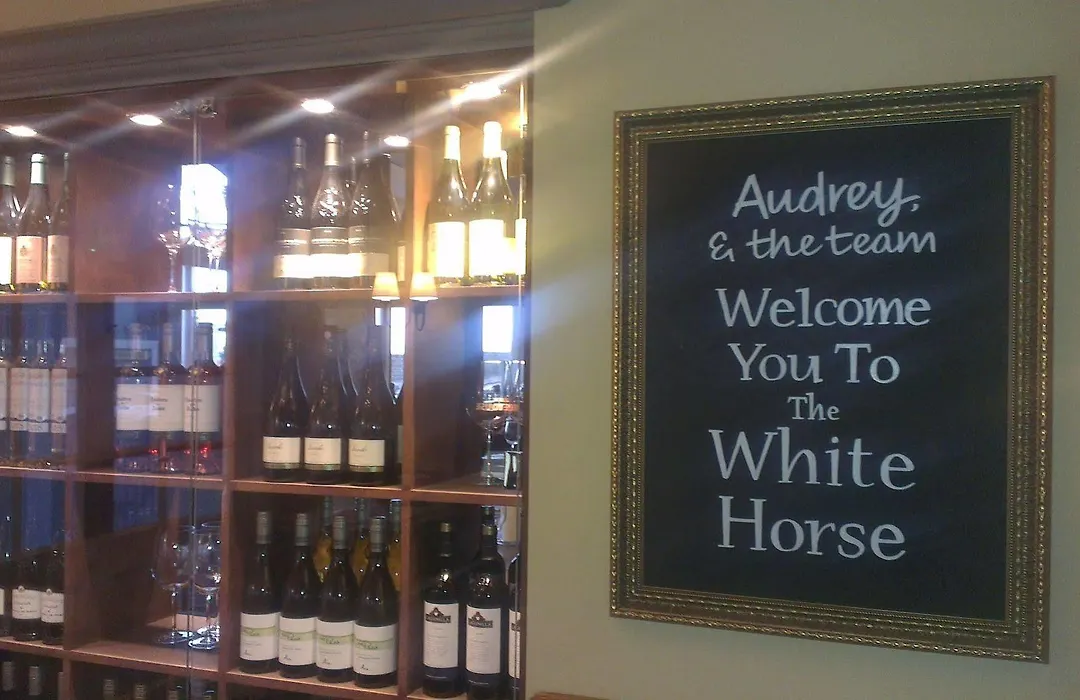 Audrey,
& the team
Welcome
You To
The
White
Horse